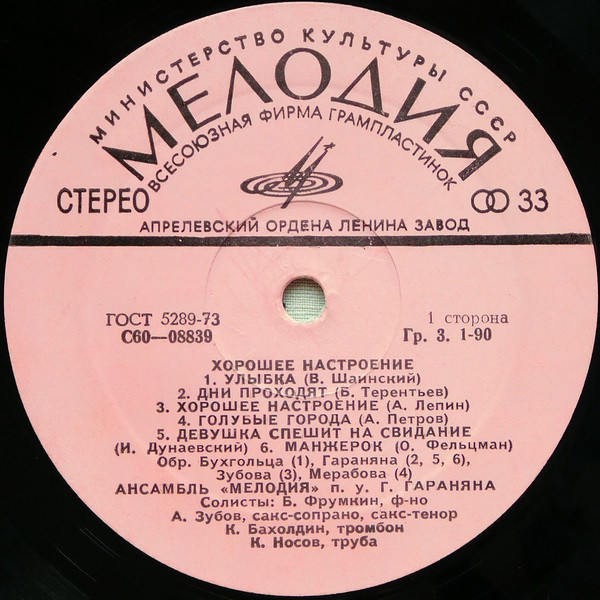 МИНИСТЕРСТВО КУЛЬТУРЫ СССР
МЕЛОДИЯ
ВСЕСОЮЗНАЯ ФИРМА ГРАМПЛАСТИНОК
СТЕРЕО
33
АПРЕЛЕВСКИЙ ОРДЕНА ЛЕНИНА ЗАВОД
ГОСТ 5289-73
С60—08839
1 сторона
Гр. 3. 1-90
ХОРОШЕЕ НАСТРОЕНИЕ
1. УЛЫБКА (В. Шаинский)
2. ДНИ ПРОХОДЯТ (Б. Терентьев)
3. ХОРОШЕЕ НАСТРОЕНИЕ (А. Лепин)
4. ГОЛУБЫЕ ГОРОДА (А. Петров)
5. ДЕВУШКА СПЕШИТ НА СВИДАНИЕ
(И. Дунаевский) 6. МАНЖЕРОК (О. Фельцман)
Обр. Бухгольца (1), Гараняна (2, 5, 6),
Зубова (3), Мерабова (4)
АНСАМБЛЬ «МЕЛОДИЯ» п. у. Г. ГАРАНЯНА
Солисты: Б. Фрумкин, ф-но
А. Зубов, сакс-сопрано, сакс-тенор
К. Бахолдин, тромбон
К. Носов, труба